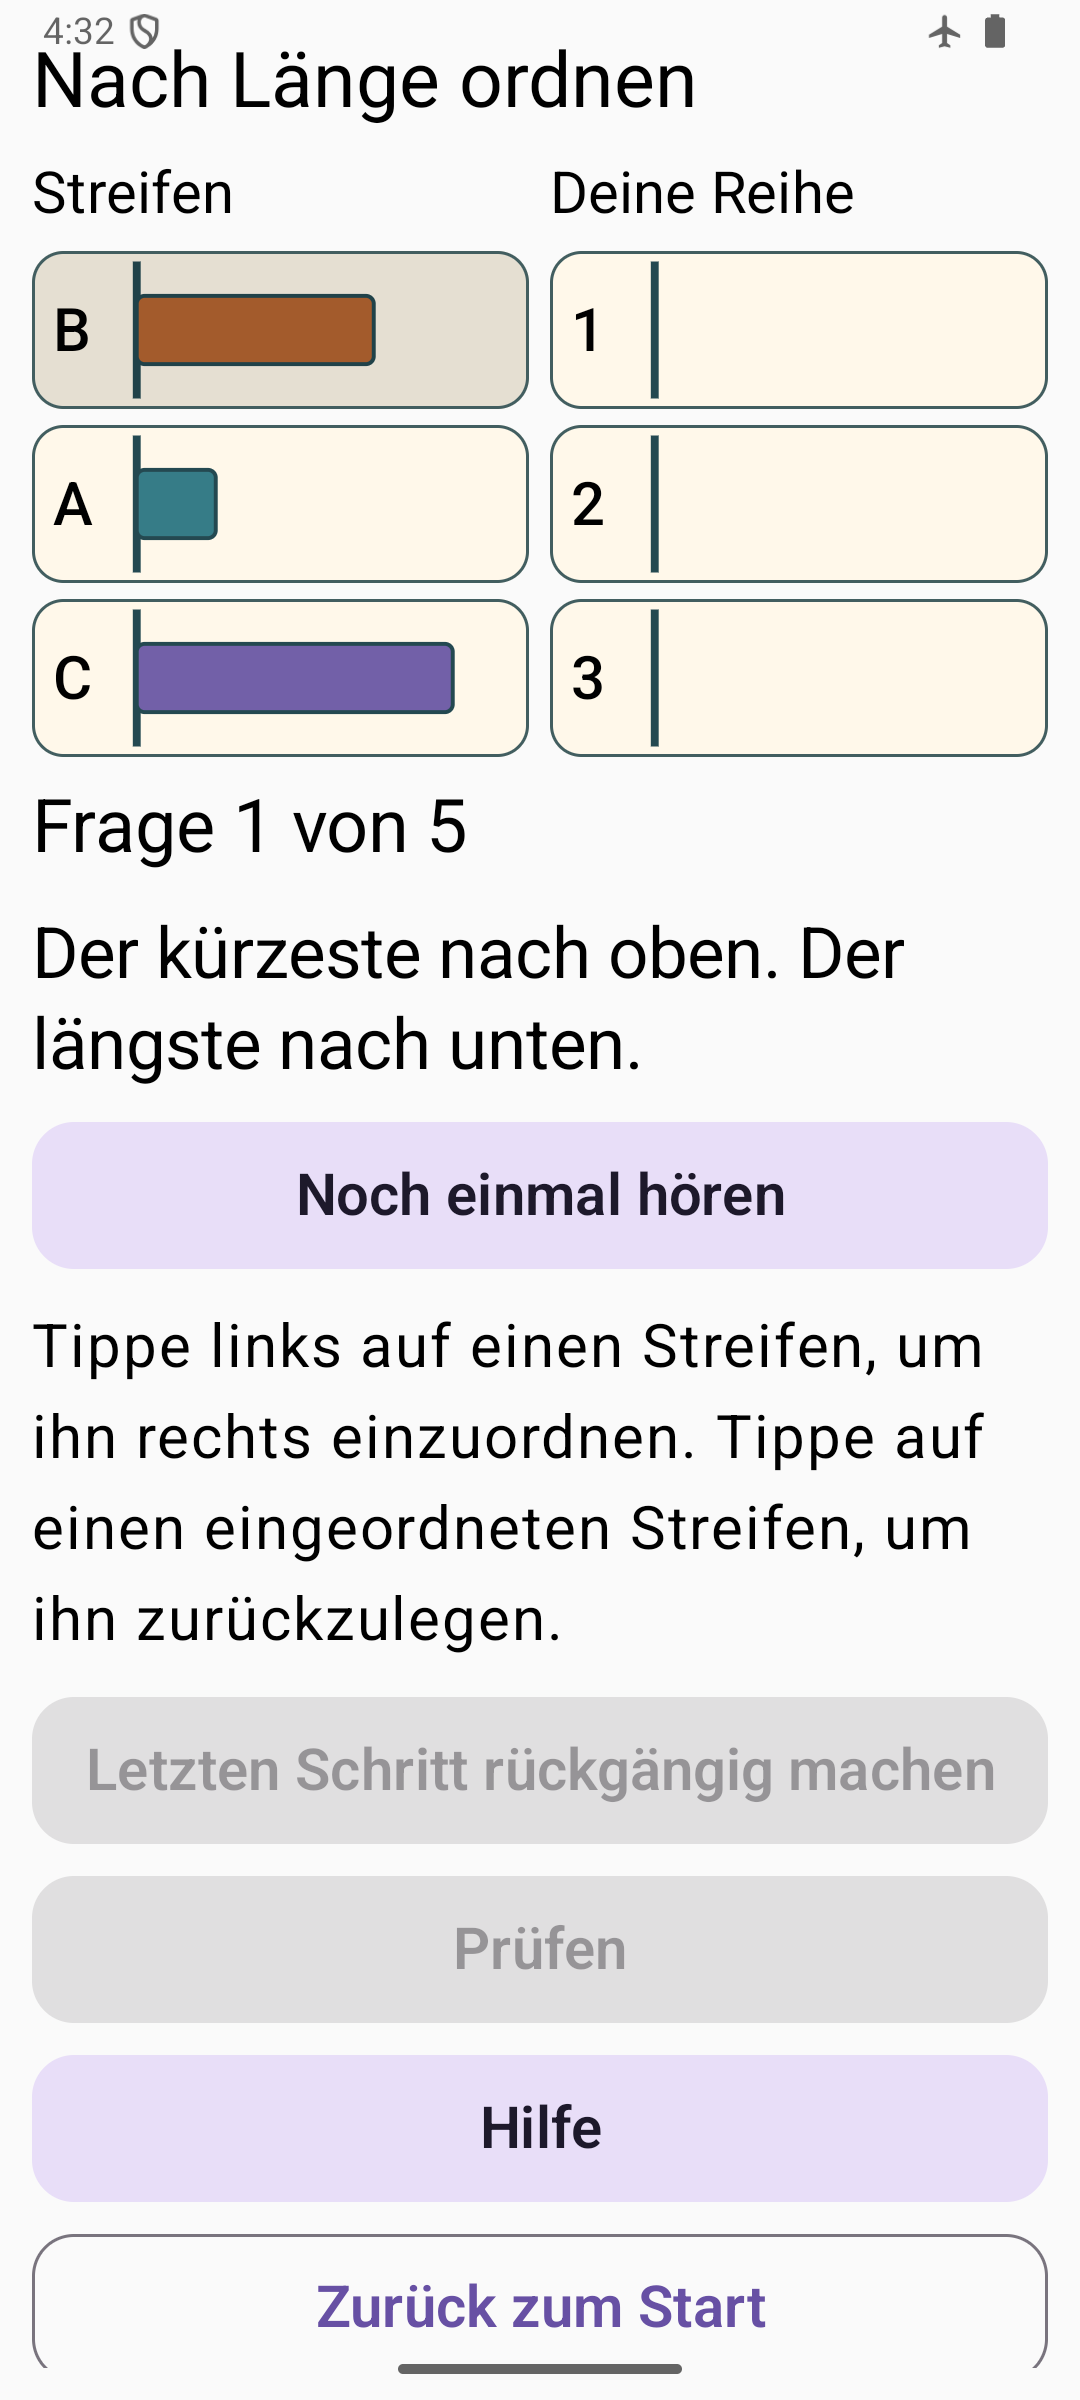 4:32
Nach Länge ordnen
Streifen
Deine Reihe
B
1
A
2
C
3
Frage 1 von 5
Der kürzeste nach oben. Der
längste nach unten.
Noch einmal hören
Tippe links auf einen Streifen, um
ihn rechts einzuordnen. Tippe auf
einen eingeordneten Streifen, um
ihn zurückzulegen.
Letzten Schritt rückgängig machen
Prüfen
Hilfe
Zurück zum Start